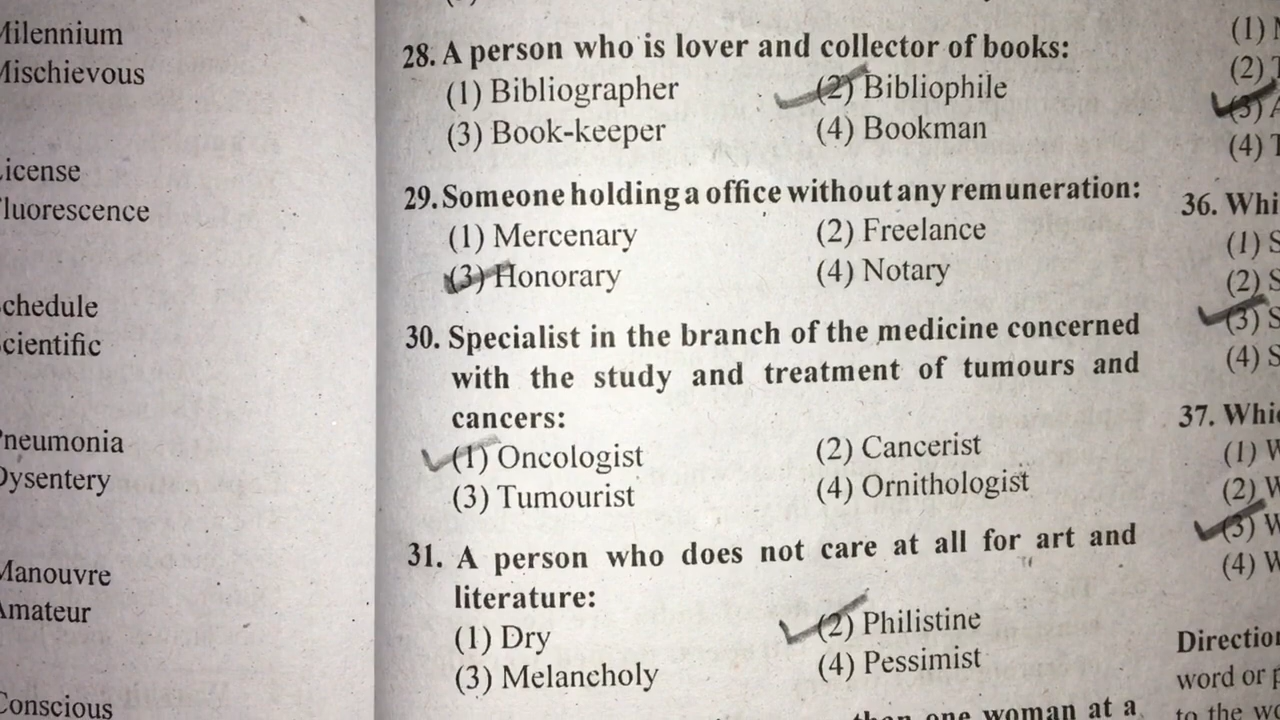 Milennium
Mischievous
License
Fluorescence
Schedule
Scientific
Pneumonia
Dysentery
Manouvre
Amateur
Conscious
28. A person who is lover and collector of books:
(1) Bibliographer (2) Bibliophile
(3) Book-keeper (4) Bookman
29. Someone holding a office without any remuneration:
(1) Mercenary (2) Freelance
(3) Honorary (4) Notary
30. Specialist in the branch of the medicine concerned
with the study and treatment of tumours and
cancers:
(1) Oncologist (2) Cancerist
(3) Tumourist (4) Ornithologist
31. A person who does not care at all for art and
literature:
(1) Dry (2) Philistine
(3) Melancholy (4) Pessimist
than one woman at a
(1)
(2)
(3)
(4)
36. Whi
(1) S
(2) S
(3) S
(4) S
37. Whic
(1) W
(2) W
(3) W
(4) W
Direction
word or p
to the wo